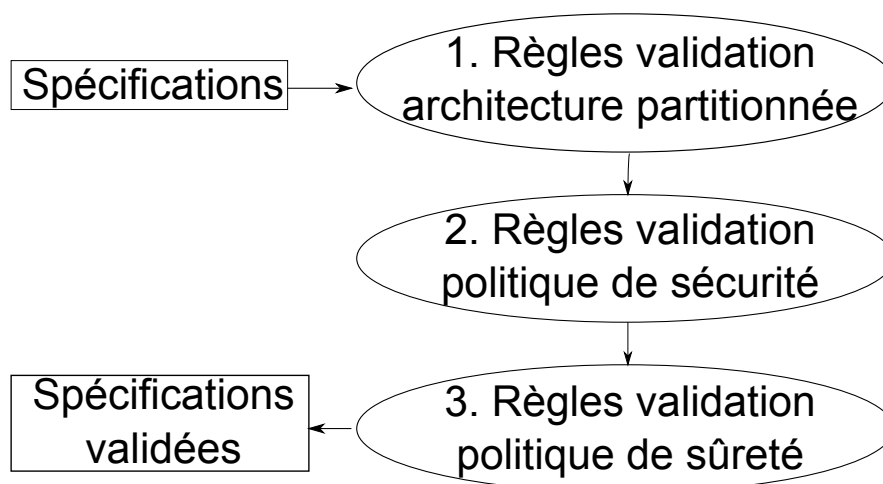 Spécifications
1. Règles validation
architecture partitionnée
2. Règles validation
politique de sécurité
3. Règles validation
politique de sûreté
Spécifications
validées